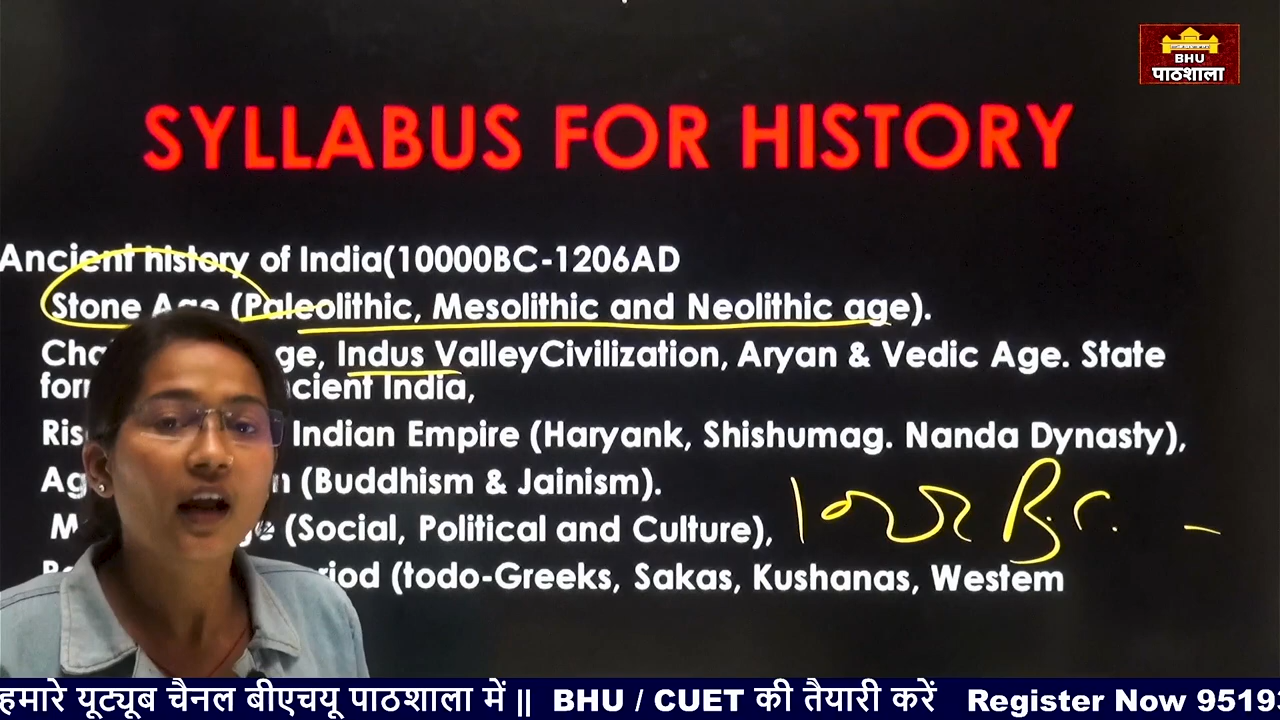 BHU
पाठशाला
SYLLABUS FOR HISTORY
Ancient history of India(10000BC-1206AD
Stone Age (Paleolithic, Mesolithic and Neolithic age).
Indus ValleyCivilization, Aryan & Vedic Age. State
India,
Indian Empire (Haryank, Shishumag. Nanda Dynasty),
(Buddhism & Jainism).
(Social, Political and Culture),
B.C. -
(todo-Greeks, Sakas, Kushanas, Westem
हमारे यूट्यूब चैनल बीएचयू पाठशाला में || BHU / CUET की तैयारी करें Register Now 9519